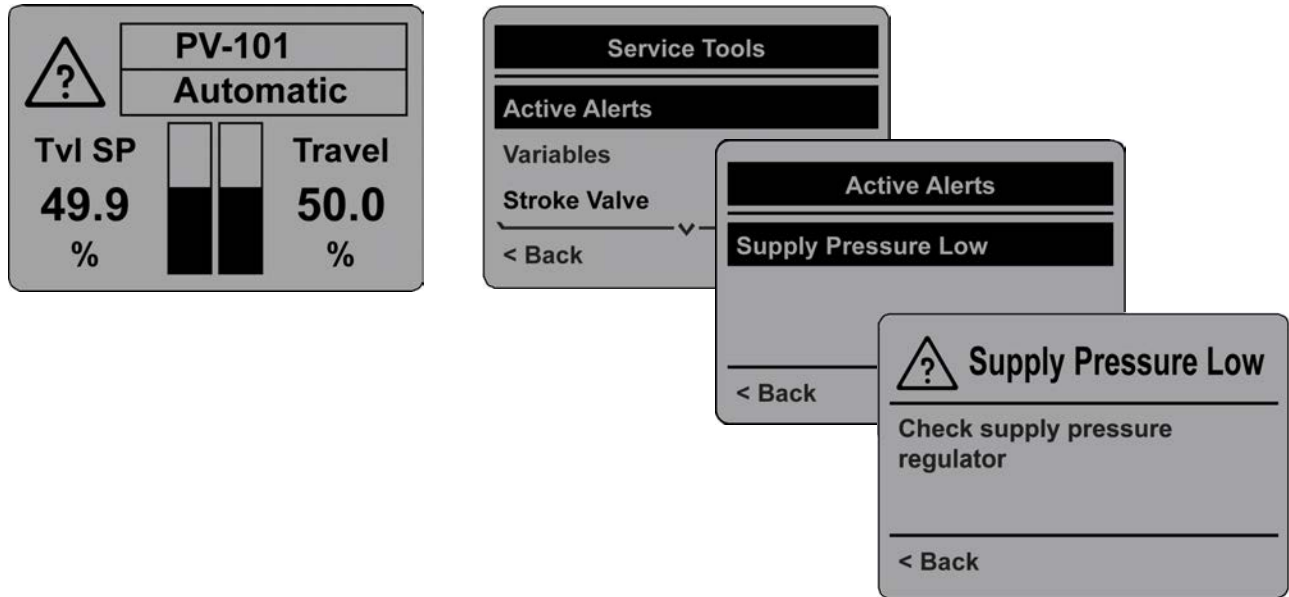 ?
PV-101
Automatic
Tvl SP
49.9
%
Travel
50.0
%
Service Tools
Active Alerts
Variables
Stroke Valve
< Back
Active Alerts
Supply Pressure Low
< Back
? Supply Pressure Low
Check supply pressure
regulator
< Back